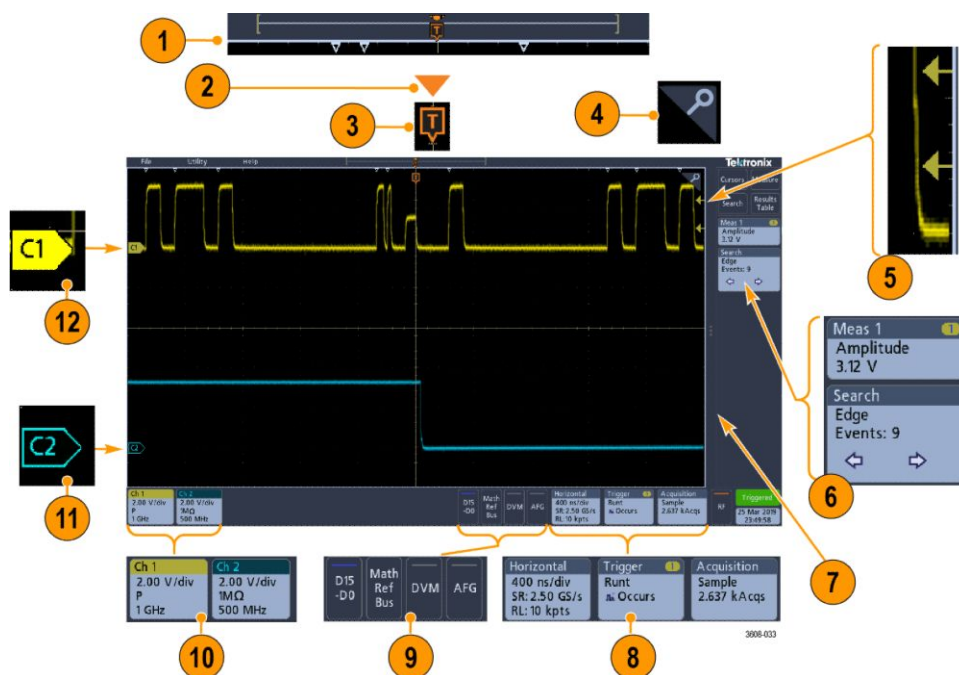 1
2
T
3
4
5
File Utility Help
T
Tektronix
Cursors Measure
Search Results
Table
Meas 1 1
Amplitude
3.12 V
Search
Edge
Events: 9
C1
C1
12
Meas 1 1
Amplitude
3.12 V
Search
Edge
Events: 9
6
C2
C2
11
7
Ch 1
2.00 V/div
P
1 GHz
Ch 2
2.00 V/div
1MΩ
500 MHz
D15
-D0
Math
Ref
Bus
DVM
AFG
Horizontal
400 ns/div
SR: 2.50 GS/s
RL: 10 kpts
Trigger 1
Runt
Occurs
Acquisition
Sample
2.637 kAcqs
RF
Triggered
25 Mar 2019
23:49:58
Ch 1
2.00 V/div
P
1 GHz
Ch 2
2.00 V/div
1MΩ
500 MHz
10
D15
-D0
Math
Ref
Bus
DVM
AFG
9
Horizontal
400 ns/div
SR: 2.50 GS/s
RL: 10 kpts
Trigger 1
Runt
Occurs
Acquisition
Sample
2.637 kAcqs
8
3608-033